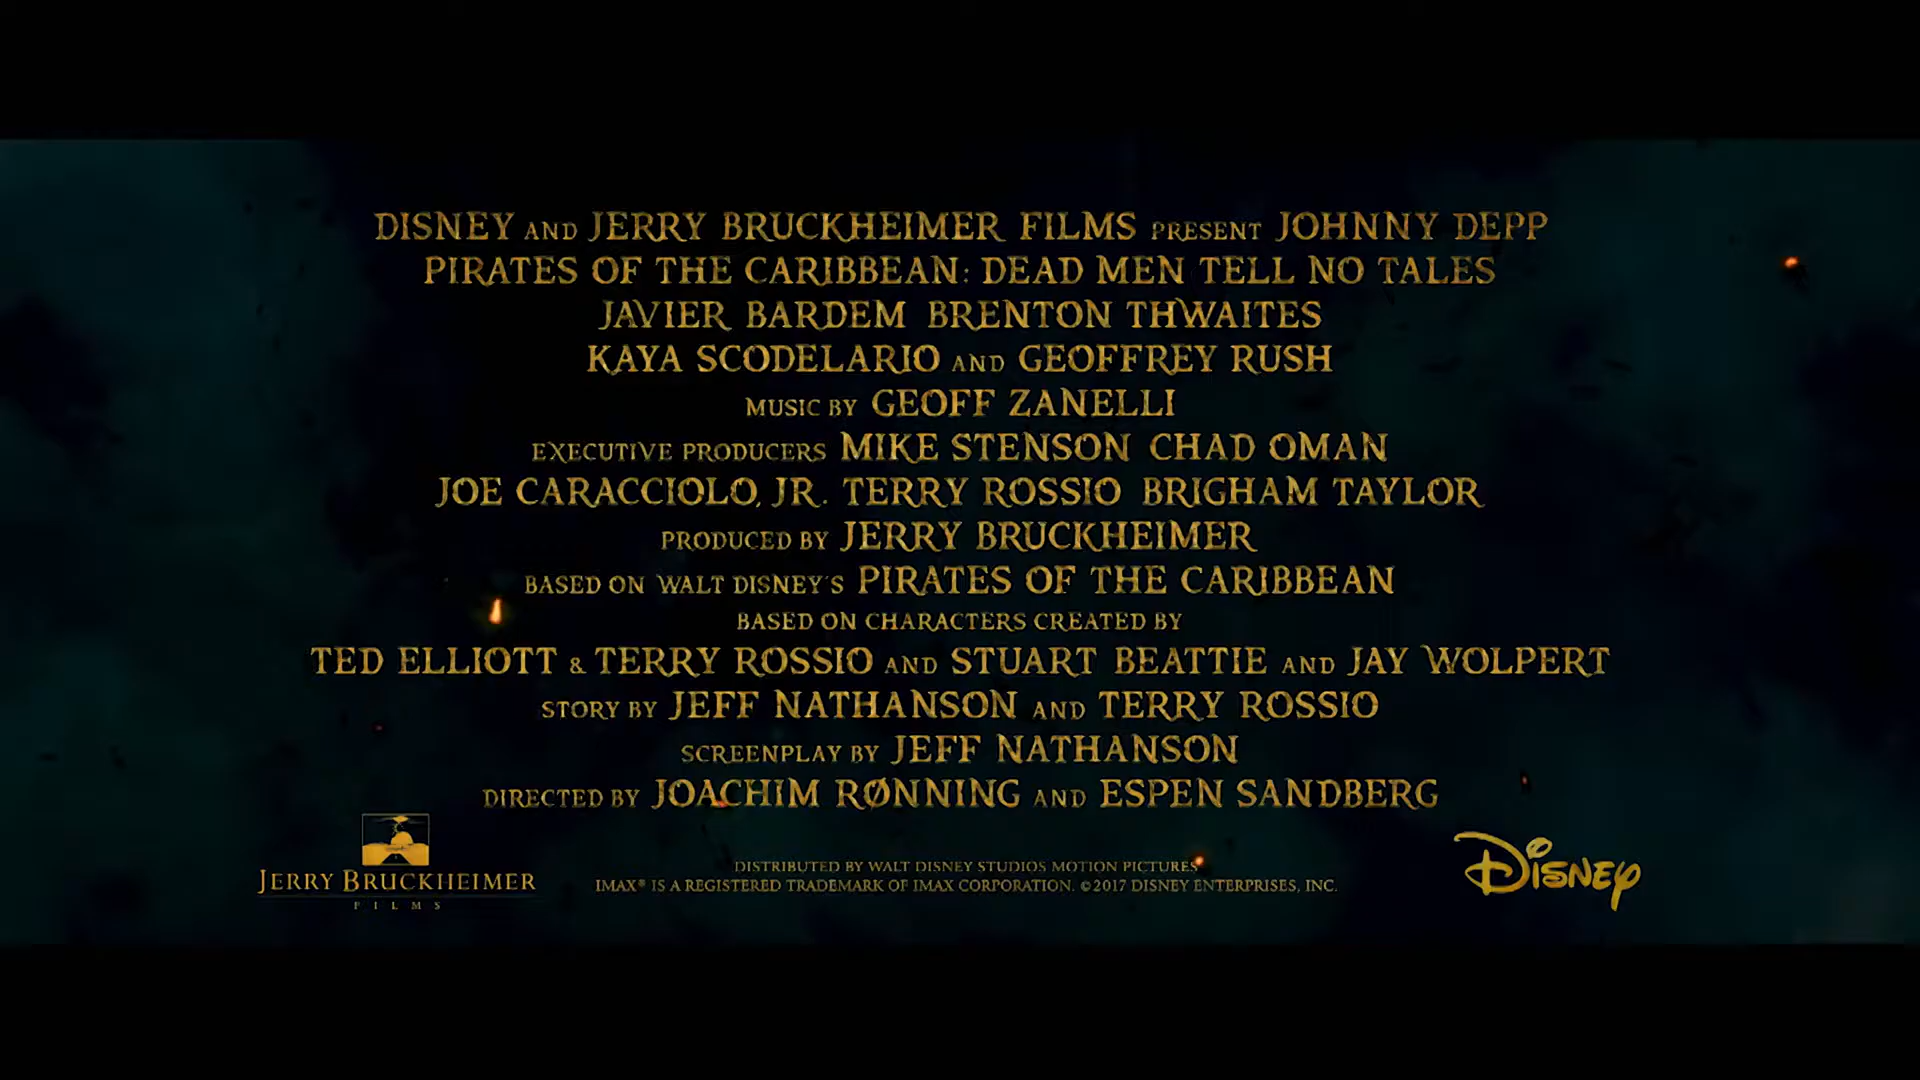 DISNEY AND JERRY BRUCKHEIMER FILMS PRESENT JOHNNY DEPP
PIRATES OF THE CARIBBEAN: DEAD MEN TELL NO TALES
JAVIER BARDEM BRENTON THWAITES
KAYA SCODELARIO AND GEOFFREY RUSH
MUSIC BY GEOFF ZANELLI
EXECUTIVE PRODUCERS MIKE STENSON CHAD OMAN
JOE CARACCIOLO, JR. TERRY ROSSIO BRIGHAM TAYLOR
PRODUCED BY JERRY BRUCKHEIMER
BASED ON WALT DISNEY'S PIRATES OF THE CARIBBEAN
BASED ON CHARACTERS CREATED BY
TED ELLIOTT & TERRY ROSSIO AND STUART BEATTIE AND JAY WOLPERT
STORY BY JEFF NATHANSON AND TERRY ROSSIO
SCREENPLAY BY JEFF NATHANSON
DIRECTED BY JOACHIM RØNNING AND ESPEN SANDBERG
JERRY BRUCKHEIMER
FILMS
DISTRIBUTED BY WALT DISNEY STUDIOS MOTION PICTURES
IMAX® IS A REGISTERED TRADEMARK OF IMAX CORPORATION. ©2017 DISNEY ENTERPRISES, INC.
DISNEY